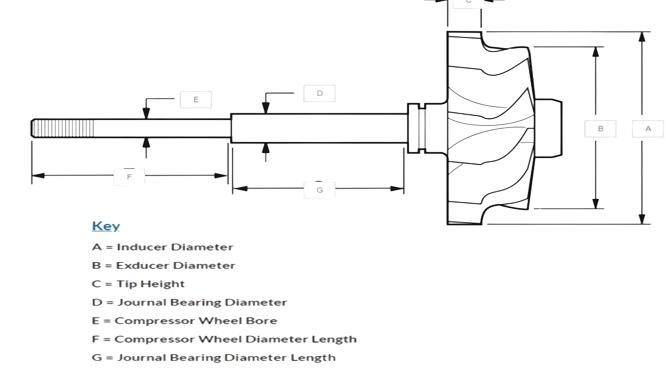 C
E
D
B
A
F
G
Key
A = Inducer Diameter
B = Exducer Diameter
C = Tip Height
D = Journal Bearing Diameter
E = Compressor Wheel Bore
F = Compressor Wheel Diameter Length
G = Journal Bearing Diameter Length